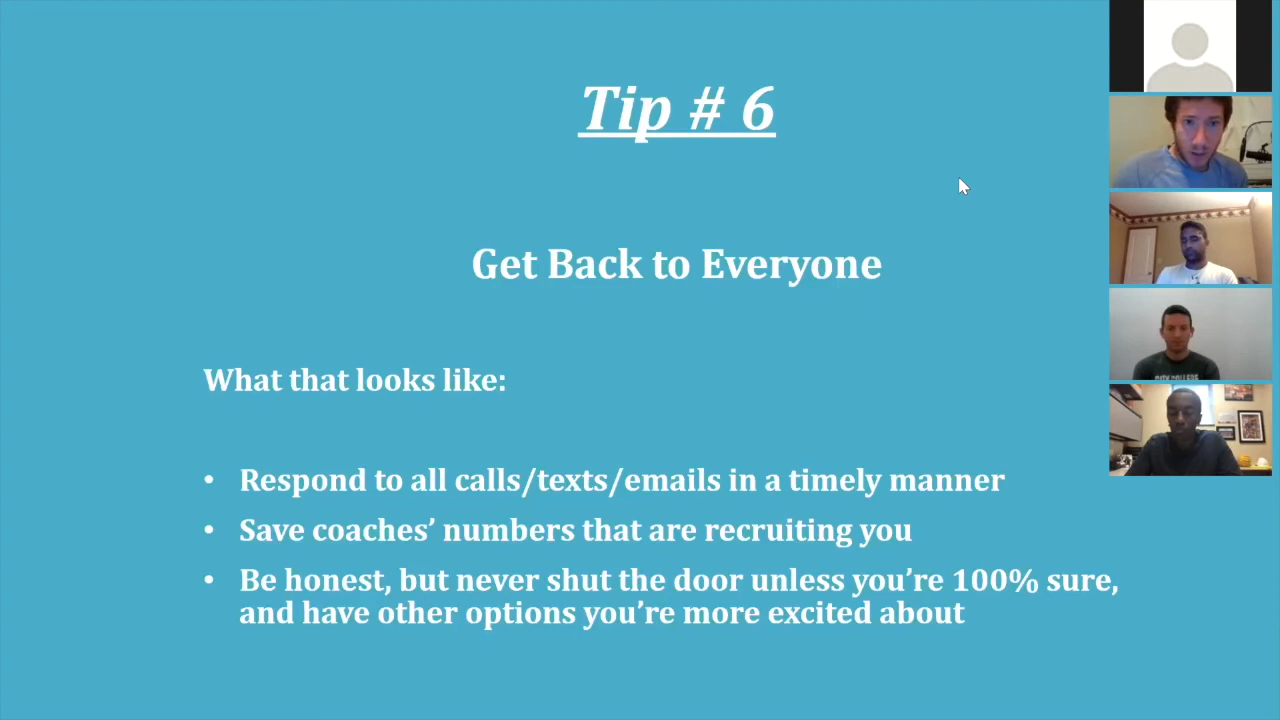 Tip # 6
Get Back to Everyone
What that looks like:
• Respond to all calls/texts/emails in a timely manner
• Save coaches’ numbers that are recruiting you
• Be honest, but never shut the door unless you’re 100% sure,
and have other options you’re more excited about
CITY COLLEGE